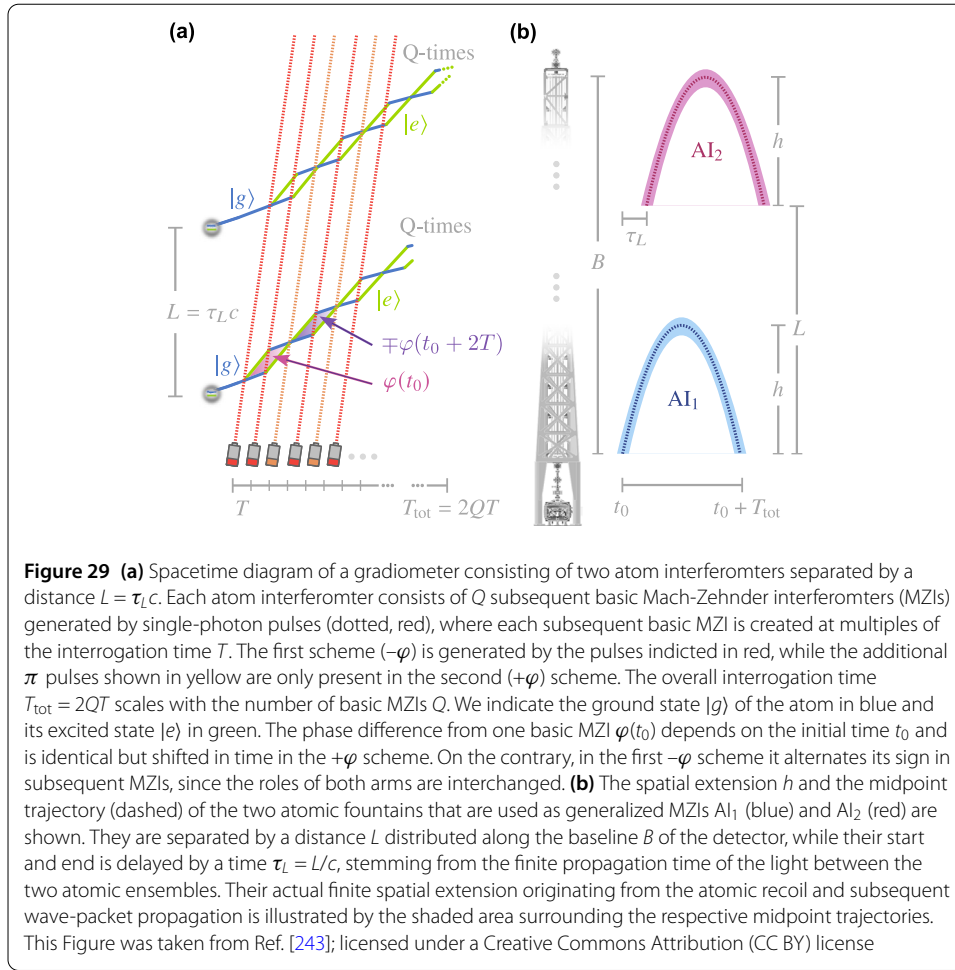 (a)
(b)
Q-times
|e⟩
|g⟩
Q-times
L = τ_L c
|e⟩
∓φ(t₀ + 2T)
|g⟩
φ(t₀)
T
T_tot = 2QT
AI₂
h
τ_L
B
L
AI₁
h
t₀
t₀ + T_tot
Figure 29 (a) Spacetime diagram of a gradiometer consisting of two atom interferomters separated by a
distance L = τ_L c. Each atom interferomter consists of Q subsequent basic Mach-Zehnder interferomters (MZIs)
generated by single-photon pulses (dotted, red), where each subsequent basic MZI is created at multiples of
the interrogation time T. The first scheme (–φ) is generated by the pulses indicted in red, while the additional
π pulses shown in yellow are only present in the second (+φ) scheme. The overall interrogation time
T_tot = 2QT scales with the number of basic MZIs Q. We indicate the ground state |g⟩ of the atom in blue and
its excited state |e⟩ in green. The phase difference from one basic MZI φ(t₀) depends on the initial time t₀ and
is identical but shifted in time in the +φ scheme. On the contrary, in the first –φ scheme it alternates its sign in
subsequent MZIs, since the roles of both arms are interchanged. (b) The spatial extension h and the midpoint
trajectory (dashed) of the two atomic fountains that are used as generalized MZIs AI₁ (blue) and AI₂ (red) are
shown. They are separated by a distance L distributed along the baseline B of the detector, while their start
and end is delayed by a time τ_L = L/c, stemming from the finite propagation time of the light between the
two atomic ensembles. Their actual finite spatial extension originating from the atomic recoil and subsequent
wave-packet propagation is illustrated by the shaded area surrounding the respective midpoint trajectories.
This Figure was taken from Ref. [243]; licensed under a Creative Commons Attribution (CC BY) license